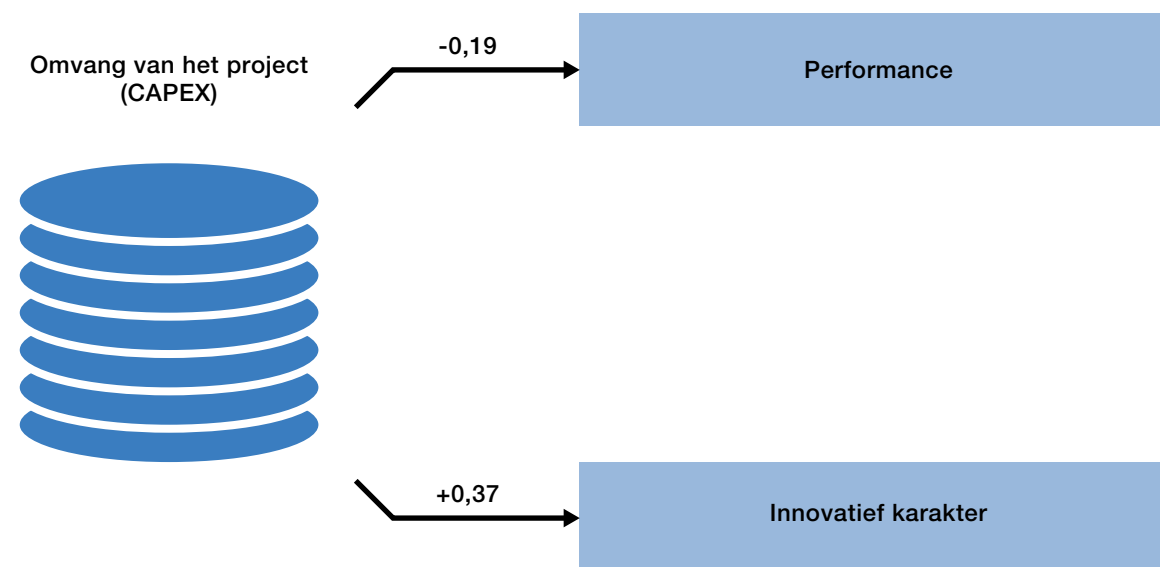 Omvang van het project
(CAPEX)
-0,19
Performance
+0,37
Innovatief karakter